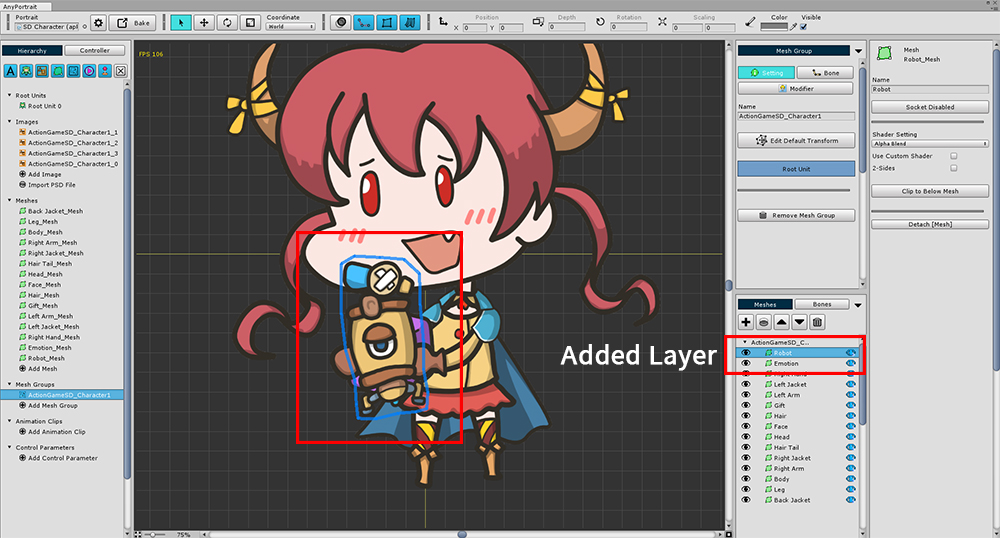 AnyPortrait
Portrait
SD Character (apl
Bake
Coordinate
World
Position
X 0 Y 0
Depth
0
Rotation
0
Scaling
X 0 Y 0
Color
Visible
Hierarchy
Controller
Root Units
Root Unit 0
Images
ActionGameSD_Character1_1
ActionGameSD_Character1_2
ActionGameSD_Character1_3
ActionGameSD_Character1_0
Add Image
Import PSD File
Meshes
Back Jacket_Mesh
Leg_Mesh
Body_Mesh
Right Arm_Mesh
Right Jacket_Mesh
Hair Tail_Mesh
Head_Mesh
Face_Mesh
Hair_Mesh
Gift_Mesh
Left Arm_Mesh
Left Jacket_Mesh
Right Hand_Mesh
Emotion_Mesh
Robot_Mesh
Add Mesh
Mesh Groups
ActionGameSD_Character1
Add Mesh Group
Animation Clips
Add Animation Clip
Control Parameters
Add Control Parameter
FPS 106
Added Layer
75%
Mesh Group
Setting
Bone
Modifier
Name
ActionGameSD_Character1
Edit Default Transform
Root Unit
Remove Mesh Group
Meshes
Bones
ActionGameSD_C...
Robot
Emotion
Right Hand
Left Jacket
Left Arm
Gift
Hair
Face
Head
Hair Tail
Right Jacket
Right Arm
Body
Leg
Back Jacket
Mesh
Robot_Mesh
Name
Robot
Socket Disabled
Shader Setting
Alpha Blend
Use Custom Shader
2-Sides
Clip to Below Mesh
Detach [Mesh]